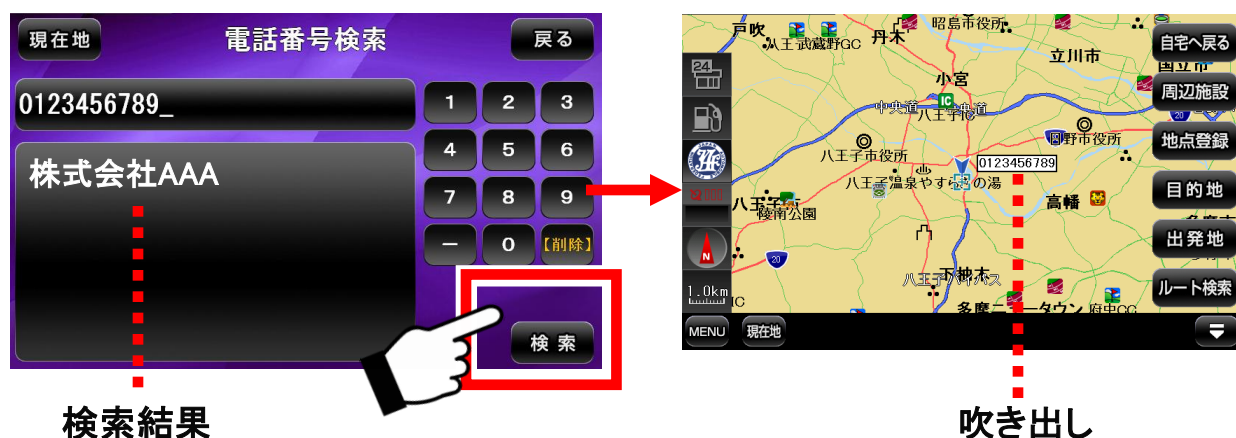 現在地
電話番号検索
戻る
0123456789_
株式会社AAA
1 2 3
4 5 6
7 8 9
－ 0 【削除】
検 索
検索結果
戸吹
八王子武蔵野GC
丹木
昭島市役所
立川市
国立市
自宅へ戻る
24
小宮
周辺施設
中央道
IC
八王子IC
中央道
20
八王子市役所
日野市役所
地点登録
0123456789
八王子温泉やすらぎの湯
高幡
目的地
陵南公園
N
20
出発地
1.0km
IC
八王子バイパス
下柚木
多摩ニュータウン
府中CC
ルート検索
MENU
現在地
吹き出し